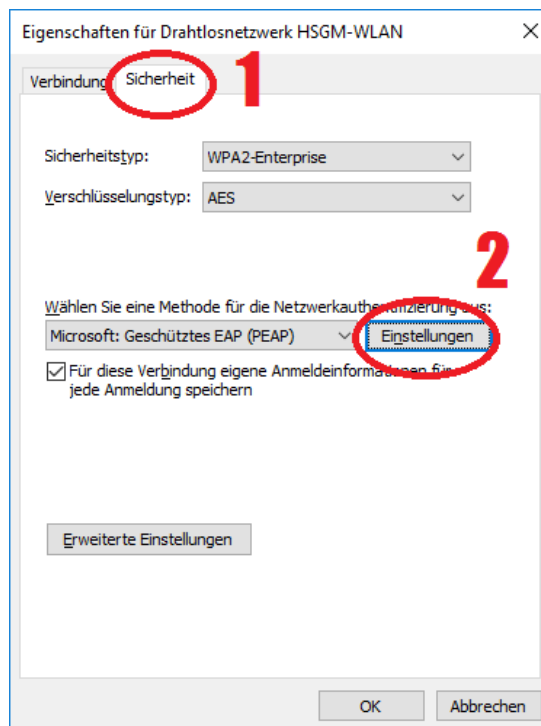 Eigenschaften für Drahtlosnetzwerk HSGM-WLAN
Verbindung Sicherheit 1
Sicherheitstyp: WPA2-Enterprise
Verschlüsselungstyp: AES
2
Wählen Sie eine Methode für die Netzwerkauthentifizierung aus:
Microsoft: Geschütztes EAP (PEAP) Einstellungen
Für diese Verbindung eigene Anmeldeinformationen für
jede Anmeldung speichern
Erweiterte Einstellungen
OK Abbrechen